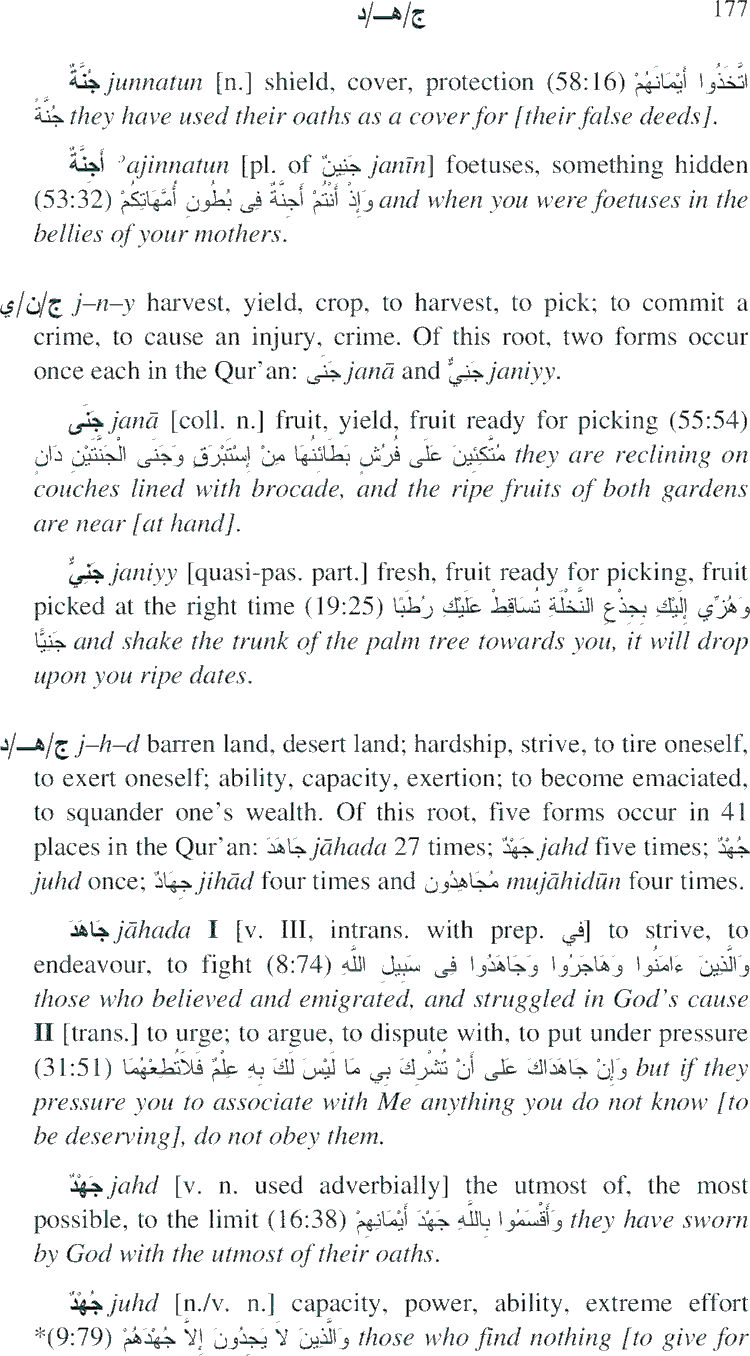 ج/هـ/د 177
جُنَّةٌ junnatun [n.] shield, cover, protection (58:16) اتَّخَذُوا أَيْمَانَهُمْ
جُنَّةً they have used their oaths as a cover for [their false deeds].
أَجِنَّةٌ ʾajinnatun [pl. of جَنِينٌ janīn] foetuses, something hidden
(53:32) وَإِذْ أَنْتُمْ أَجِنَّةٌ فِى بُطُونِ أُمَّهَاتِكُمْ and when you were foetuses in the
bellies of your mothers.
ج/ن/ي j–n–y harvest, yield, crop, to harvest, to pick; to commit a
crime, to cause an injury, crime. Of this root, two forms occur
once each in the Qur'an: جَنَى janā and جَنِيٌّ janiyy.
جَنَى janā [coll. n.] fruit, yield, fruit ready for picking (55:54)
مُتَّكِئِينَ عَلَى فُرُشٍ بَطَائِنُهَا مِنْ إِسْتَبْرَقٍ وَجَنَى الْجَنَّتَيْنِ دَانٍ they are reclining on
couches lined with brocade, and the ripe fruits of both gardens
are near [at hand].
جَنِيٌّ janiyy [quasi-pas. part.] fresh, fruit ready for picking, fruit
picked at the right time (19:25) وَهُزِّي إِلَيْكِ بِجِذْعِ النَّخْلَةِ تُسَاقِطْ عَلَيْكِ رُطَبًا
جَنِيًّا and shake the trunk of the palm tree towards you, it will drop
upon you ripe dates.
ج/هـ/د j–h–d barren land, desert land; hardship, strive, to tire oneself,
to exert oneself; ability, capacity, exertion; to become emaciated,
to squander one's wealth. Of this root, five forms occur in 41
places in the Qur'an: جَاهَدَ jāhada 27 times; جَهْدٌ jahd five times; جُهْدٌ
juhd once; جِهَادٌ jihād four times and مُجَاهِدُون mujāhidūn four times.
جَاهَدَ jāhada I [v. III, intrans. with prep. في] to strive, to
endeavour, to fight (8:74) وَالَّذِينَ ءَامَنُوا وَهَاجَرُوا وَجَاهَدُوا فِى سَبِيلِ اللَّهِ
those who believed and emigrated, and struggled in God's cause
II [trans.] to urge; to argue, to dispute with, to put under pressure
(31:51) وَإِنْ جَاهَدَاكَ عَلَى أَنْ تُشْرِكَ بِي مَا لَيْسَ لَكَ بِهِ عِلْمٌ فَلَاتُطِعْهُمَا but if they
pressure you to associate with Me anything you do not know [to
be deserving], do not obey them.
جَهْدٌ jahd [v. n. used adverbially] the utmost of, the most
possible, to the limit (16:38) وَأَقْسَمُوا بِاللَّهِ جَهْدَ أَيْمَانِهِمْ they have sworn
by God with the utmost of their oaths.
جُهْدٌ juhd [n./v. n.] capacity, power, ability, extreme effort
*(9:79) وَالَّذِينَ لَا يَجِدُونَ إِلاَّ جُهْدَهُمْ those who find nothing [to give for